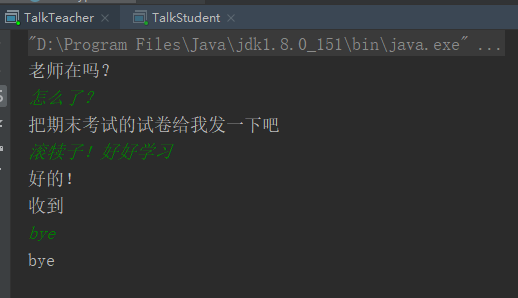 TalkTeacher TalkStudent
"D:\Program Files\Java\jdk1.8.0_151\bin\java.exe" ...
老师在吗?
怎么了?
把期末考试的试卷给我发一下吧
滚犊子！好好学习
好的！
收到
bye
bye